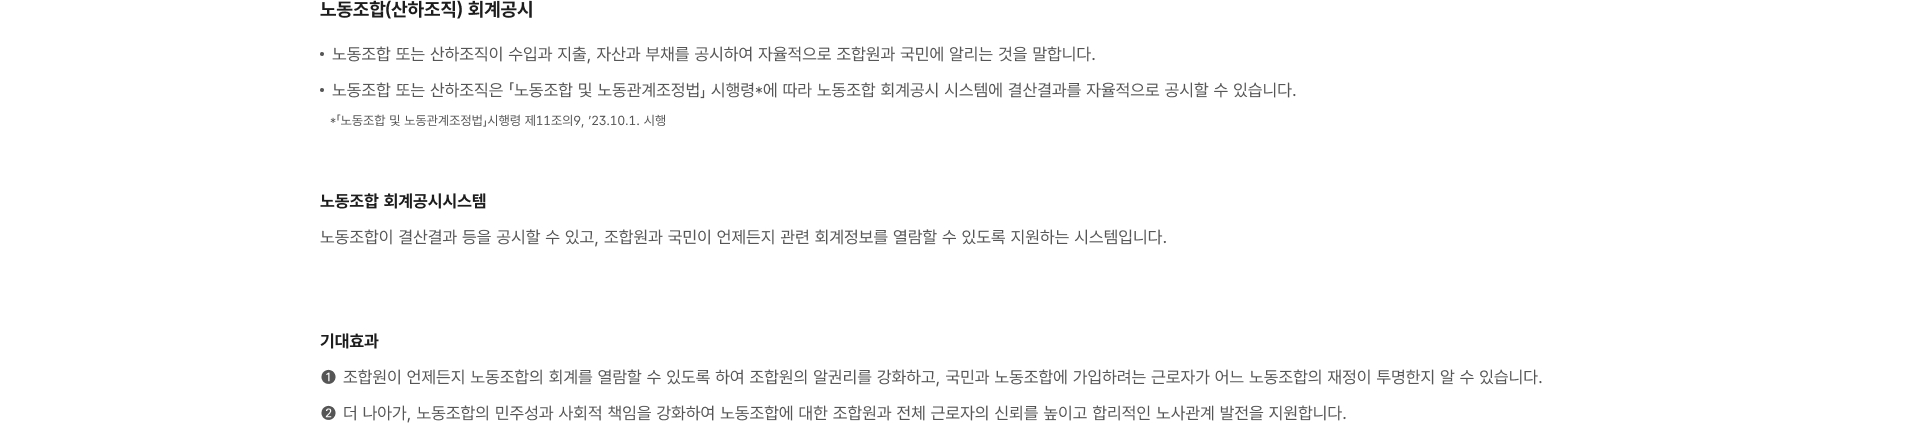 노동조합(산하조직) 회계공시
• 노동조합 또는 산하조직이 수입과 지출, 자산과 부채를 공시하여 자율적으로 조합원과 국민에 알리는 것을 말합니다.
• 노동조합 또는 산하조직은 「노동조합 및 노동관계조정법」 시행령*에 따라 노동조합 회계공시 시스템에 결산결과를 자율적으로 공시할 수 있습니다.
*「노동조합 및 노동관계조정법」시행령 제11조의9, ’23.10.1. 시행
노동조합 회계공시시스템
노동조합이 결산결과 등을 공시할 수 있고, 조합원과 국민이 언제든지 관련 회계정보를 열람할 수 있도록 지원하는 시스템입니다.
기대효과
❶ 조합원이 언제든지 노동조합의 회계를 열람할 수 있도록 하여 조합원의 알권리를 강화하고, 국민과 노동조합에 가입하려는 근로자가 어느 노동조합의 재정이 투명한지 알 수 있습니다.
❷ 더 나아가, 노동조합의 민주성과 사회적 책임을 강화하여 노동조합에 대한 조합원과 전체 근로자의 신뢰를 높이고 합리적인 노사관계 발전을 지원합니다.